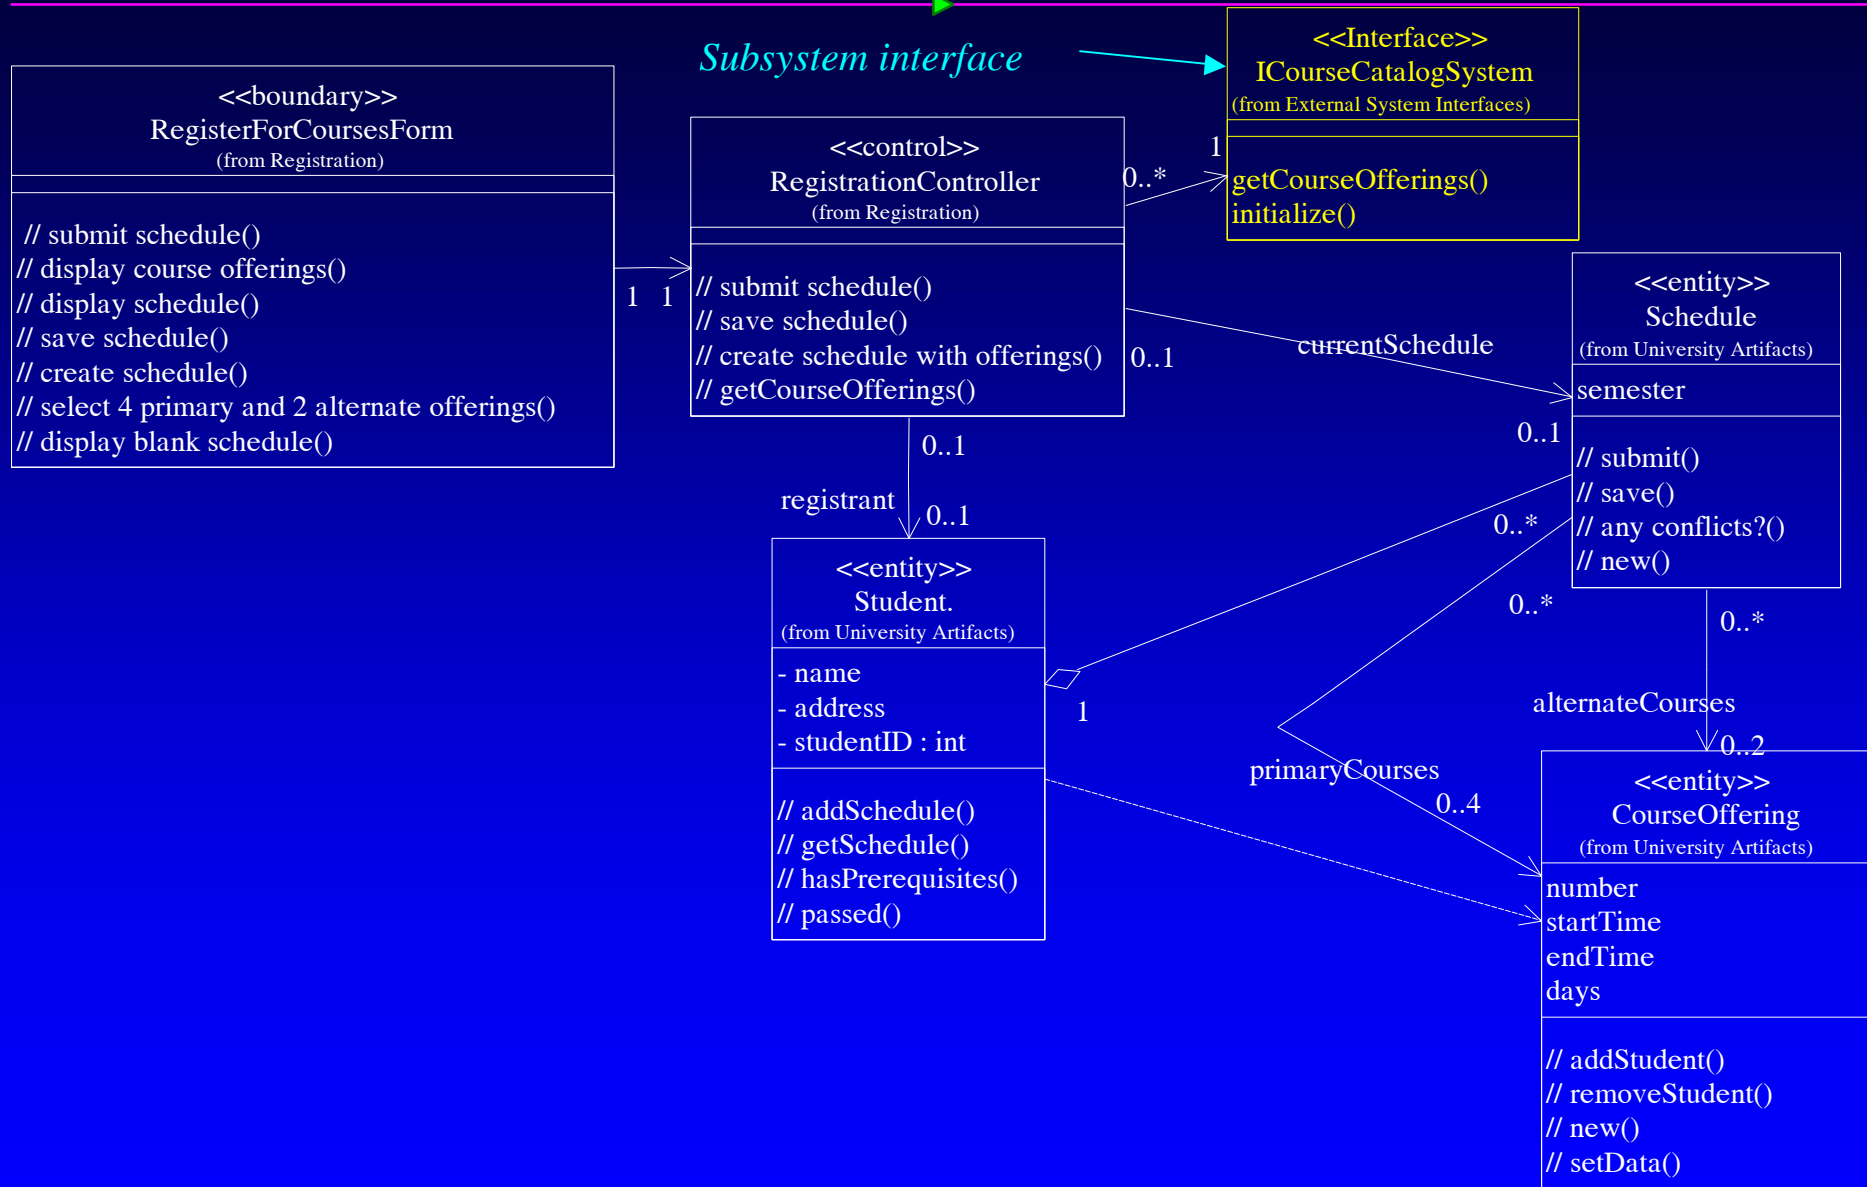 Subsystem interface
<<boundary>>
RegisterForCoursesForm
(from Registration)
// submit schedule()
// display course offerings()
// display schedule()
// save schedule()
// create schedule()
// select 4 primary and 2 alternate offerings()
// display blank schedule()
1 1
<<control>>
RegistrationController
(from Registration)
// submit schedule()
// save schedule()
// create schedule with offerings()
// getCourseOfferings()
0..*
1
<<Interface>>
ICourseCatalogSystem
(from External System Interfaces)
getCourseOfferings()
initialize()
0..1
currentSchedule
0..1
<<entity>>
Schedule
(from University Artifacts)
semester
// submit()
// save()
// any conflicts?()
// new()
0..1
registrant
0..1
<<entity>>
Student.
(from University Artifacts)
- name
- address
- studentID : int
// addSchedule()
// getSchedule()
// hasPrerequisites()
// passed()
0..*
1
0..*
primaryCourses
0..4
0..*
alternateCourses
0..2
<<entity>>
CourseOffering
(from University Artifacts)
number
startTime
endTime
days
// addStudent()
// removeStudent()
// new()
// setData()